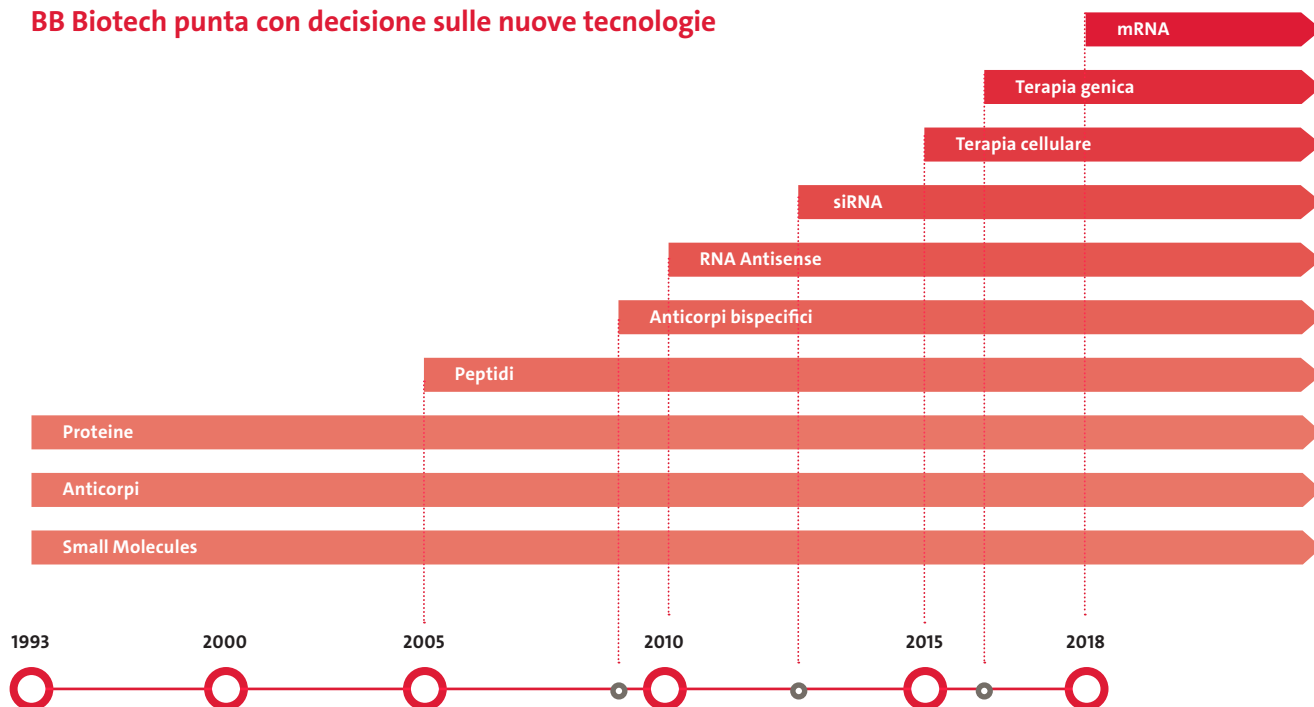 BB Biotech punta con decisione sulle nuove tecnologie
mRNA
Terapia genica
Terapia cellulare
siRNA
RNA Antisense
Anticorpi bispecifici
Peptidi
Proteine
Anticorpi
Small Molecules
1993 2000 2005 2010 2015 2018